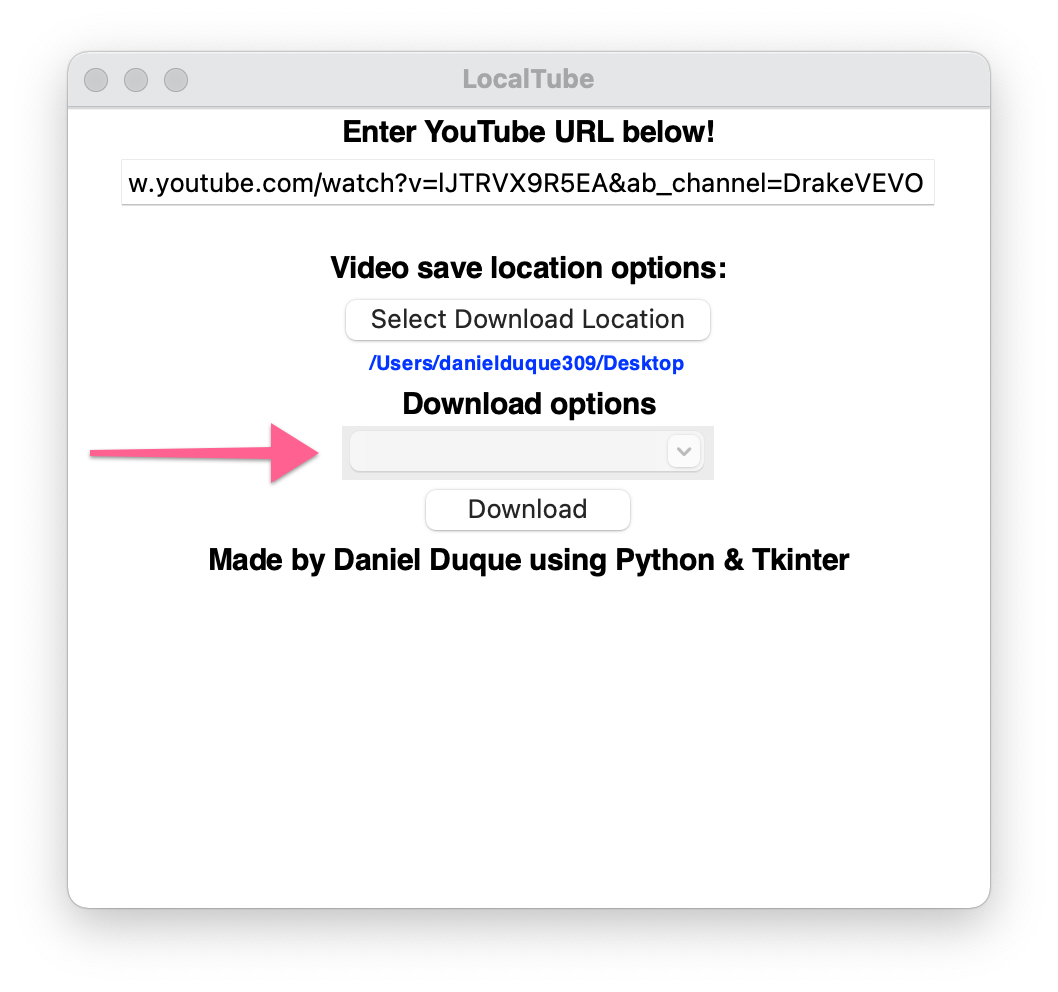 LocalTube
Enter YouTube URL below!
w.youtube.com/watch?v=lJTRVX9R5EA&ab_channel=DrakeVEVO
Video save location options:
Select Download Location
/Users/danielduque309/Desktop
Download options
Download
Made by Daniel Duque using Python & Tkinter